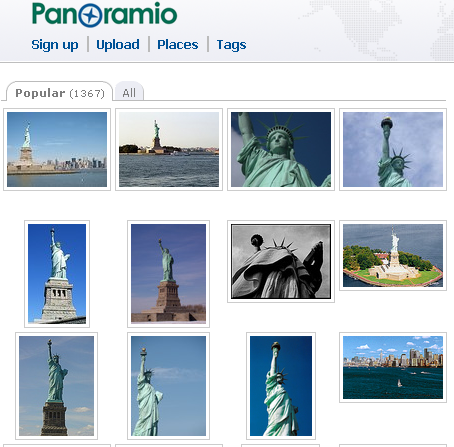 Panoramio
Sign up | Upload | Places | Tags
Popular (1367) All